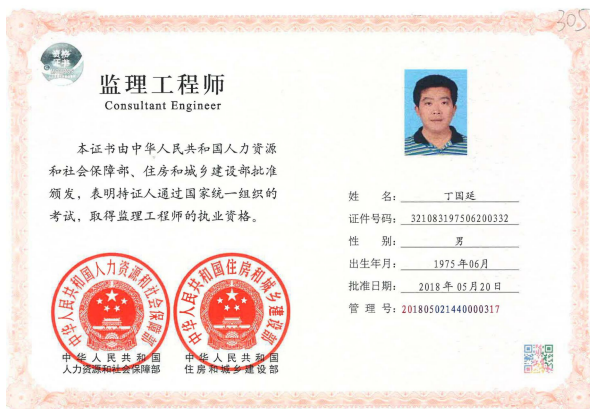 305
资格
证书
监理工程师
Consultant Engineer
本证书由中华人民共和国人力资源
和社会保障部、住房和城乡建设部批准
颁发，表明持证人通过国家统一组织的
考试，取得监理工程师的执业资格。
中华人民共和国人力资源和社会保障部
中华人民共和国住房和城乡建设部
中华人民共和国
人力资源和社会保障部
中华人民共和国
住房和城乡建设部
姓 名： 丁国延
证件号码： 321083197506200332
性 别： 男
出生年月： 1975年06月
批准日期： 2018年05月20日
管 理 号： 201805021440000317